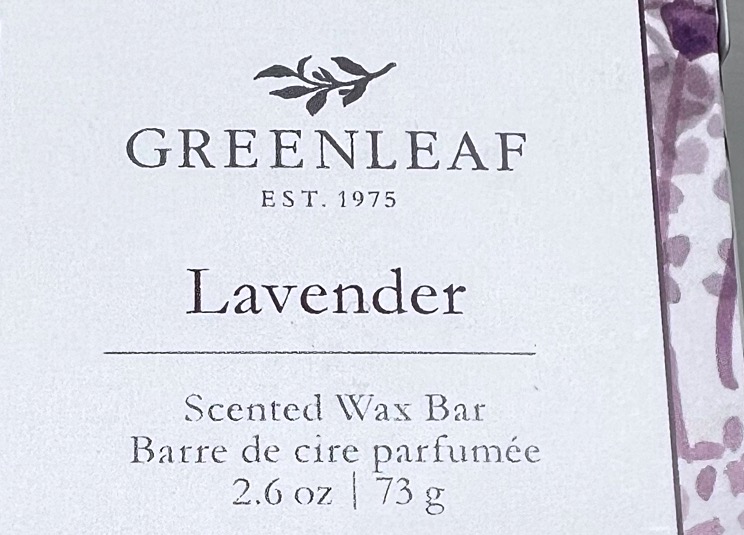 GREENLEAF
EST. 1975
Lavender
Scented Wax Bar
Barre de cire parfumée
2.6 oz | 73 g